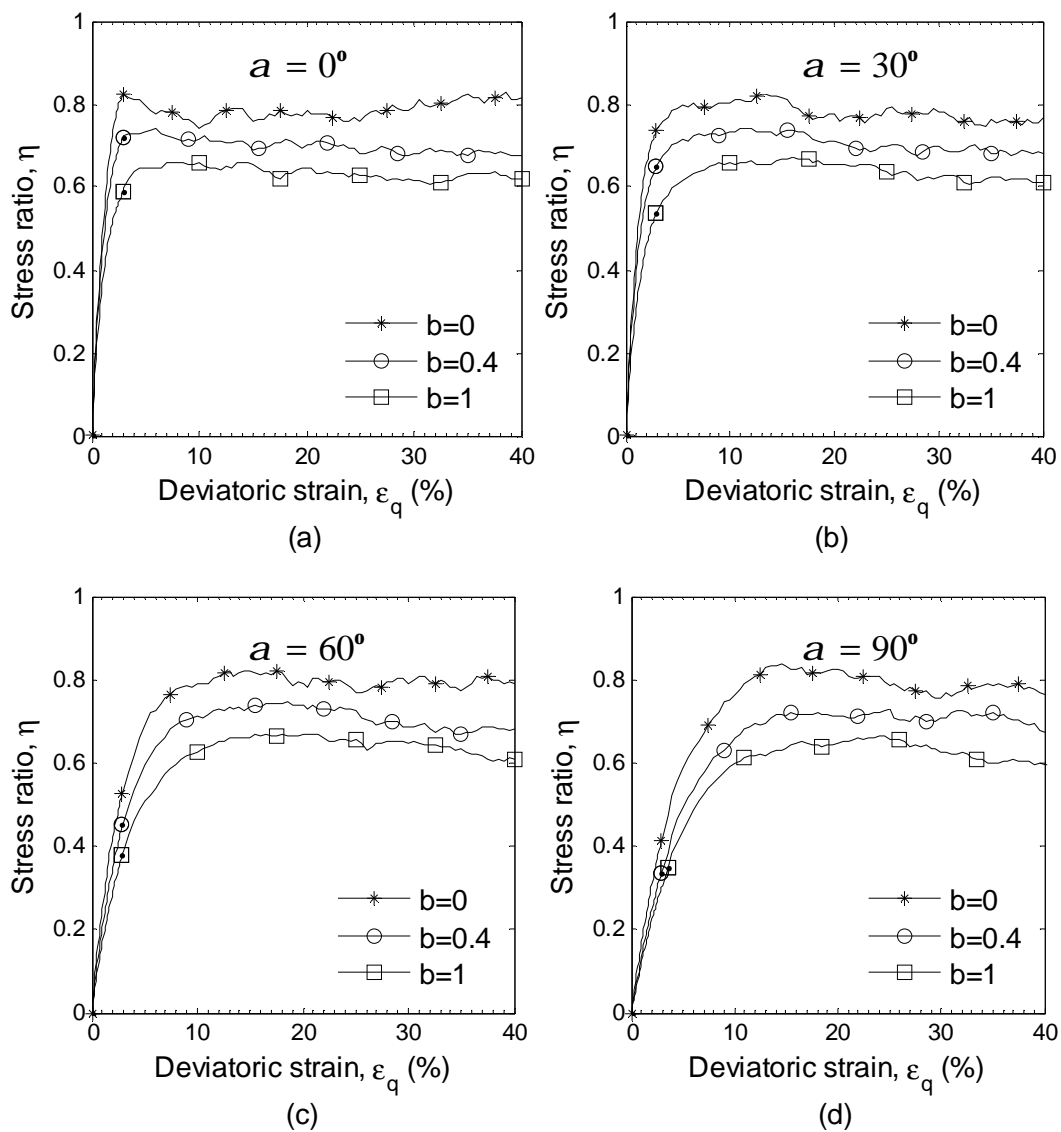 a = 0°
Stress ratio, η
1
0.8
0.6
0.4
0.2
0
b=0
b=0.4
b=1
0 10 20 30 40
Deviatoric strain, ε_q (%)
(a)
a = 30°
Stress ratio, η
1
0.8
0.6
0.4
0.2
0
b=0
b=0.4
b=1
0 10 20 30 40
Deviatoric strain, ε_q (%)
(b)
a = 60°
Stress ratio, η
1
0.8
0.6
0.4
0.2
0
b=0
b=0.4
b=1
0 10 20 30 40
Deviatoric strain, ε_q (%)
(c)
a = 90°
Stress ratio, η
1
0.8
0.6
0.4
0.2
0
b=0
b=0.4
b=1
0 10 20 30 40
Deviatoric strain, ε_q (%)
(d)